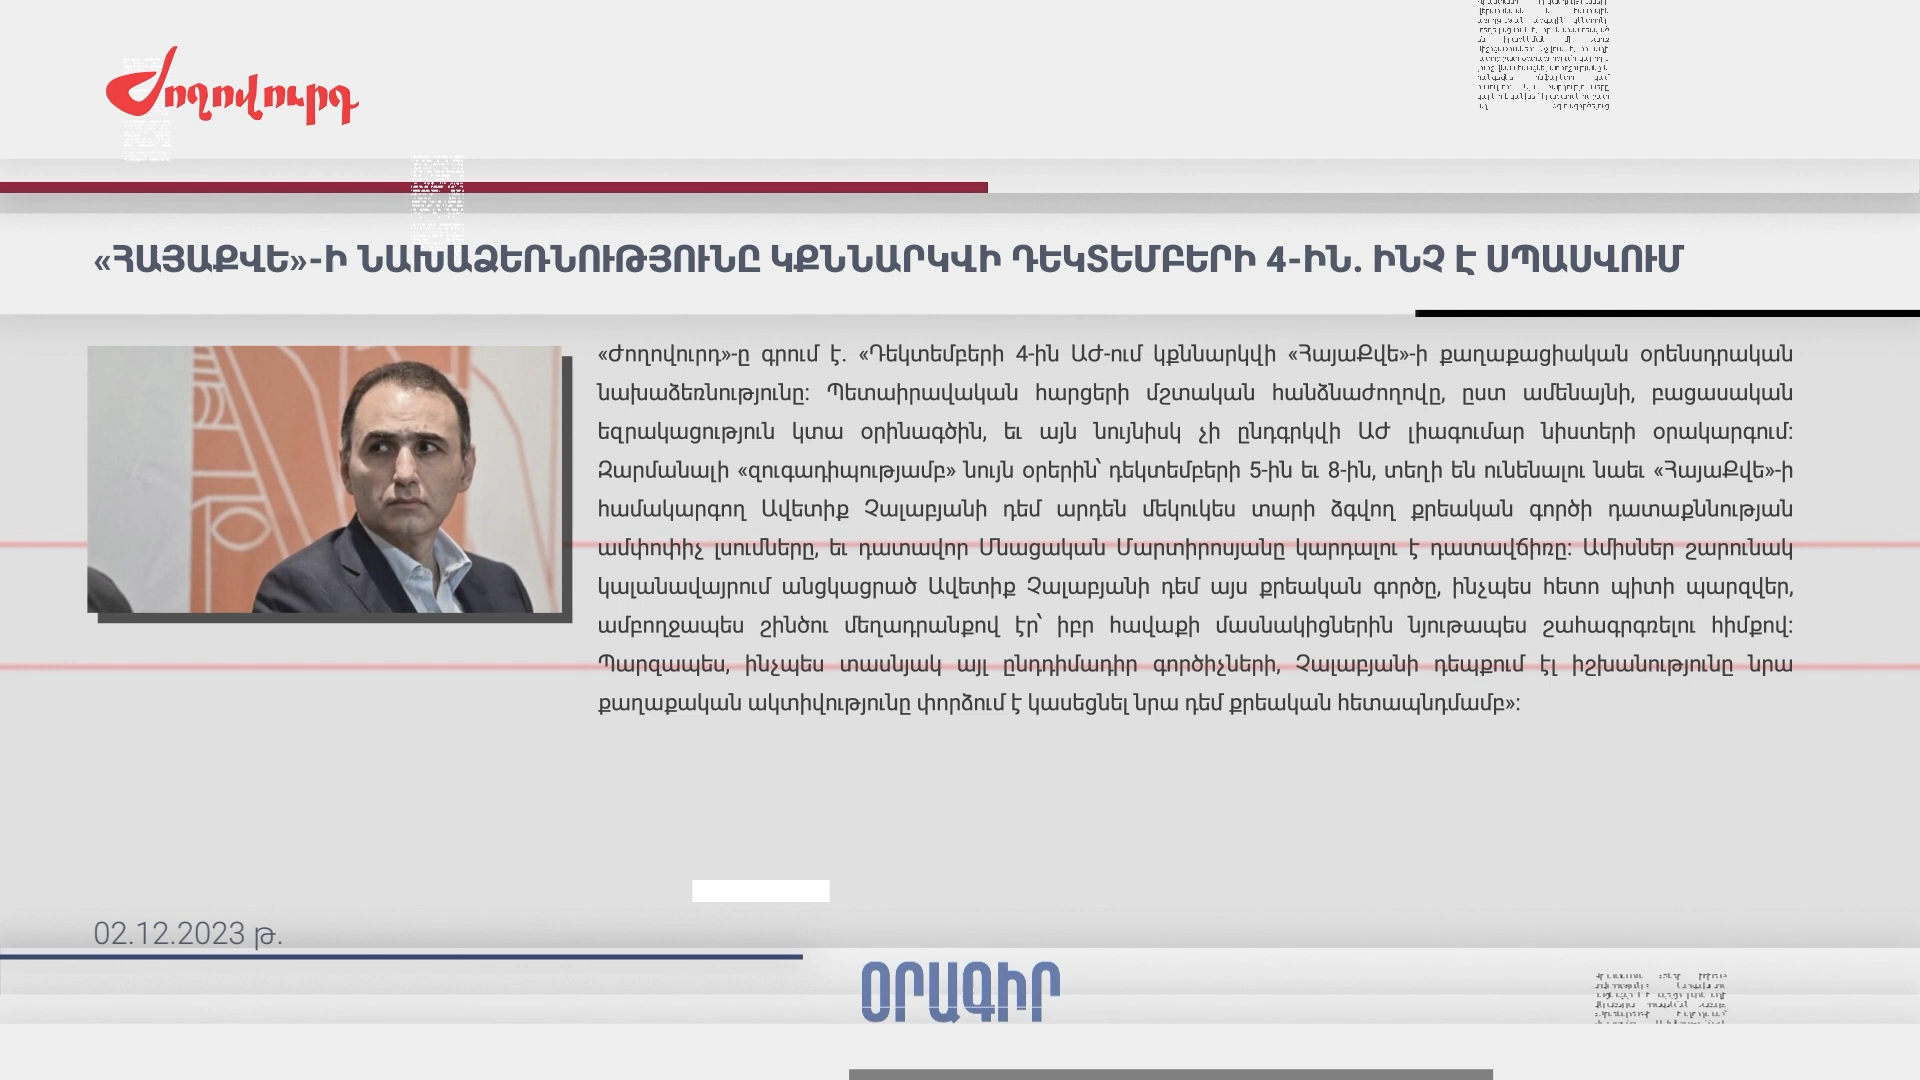 Ժողովուրդ
«ՀԱՅԱՔՎԵ»-Ի ՆԱԽԱՁԵՌՆՈՒԹՅՈՒՆԸ ԿՔՆՆԱՐԿՎԻ ԴԵԿՏԵՄԲԵՐԻ 4-ԻՆ. ԻՆՉ Է ՍՊԱՍՎՈՒՄ
«Ժողովուրդ»-ը գրում է. «Դեկտեմբերի 4-ին ԱԺ-ում կքննարկվի «ՀայաՔվե»-ի քաղաքացիական օրենսդրական
նախաձեռնությունը: Պետաիրավական հարցերի մշտական հանձնաժողովը, ըստ ամենայնի, բացասական
եզրակացություն կտա օրինագծին, եւ այն նույնիսկ չի ընդգրկվի ԱԺ լիագումար նիստերի օրակարգում:
Զարմանալի «զուգադիպությամբ» նույն օրերին՝ դեկտեմբերի 5-ին եւ 8-ին, տեղի են ունենալու նաեւ «ՀայաՔվե»-ի
համակարգող Ավետիք Չալաբյանի դեմ արդեն մեկուկես տարի ձգվող քրեական գործի դատաքննության
ամփոփիչ լսումները, եւ դատավոր Մնացական Մարտիրոսյանը կարդալու է դատավճիռը: Ամիսներ շարունակ
կալանավայրում անցկացրած Ավետիք Չալաբյանի դեմ այս քրեական գործը, ինչպես հետո պիտի պարզվեր,
ամբողջապես շինծու մեղադրանքով էր՝ իբր հավաքի մասնակիցներին նյութապես շահագրգռելու հիմքով:
Պարզապես, ինչպես տասնյակ այլ ընդդիմադիր գործիչների, Չալաբյանի դեպքում էլ իշխանությունը նրա
քաղաքական ակտիվությունը փորձում է կասեցնել նրա դեմ քրեական հետապնդմամբ»:
02.12.2023 թ.
ՕՐԱԳԻՐ